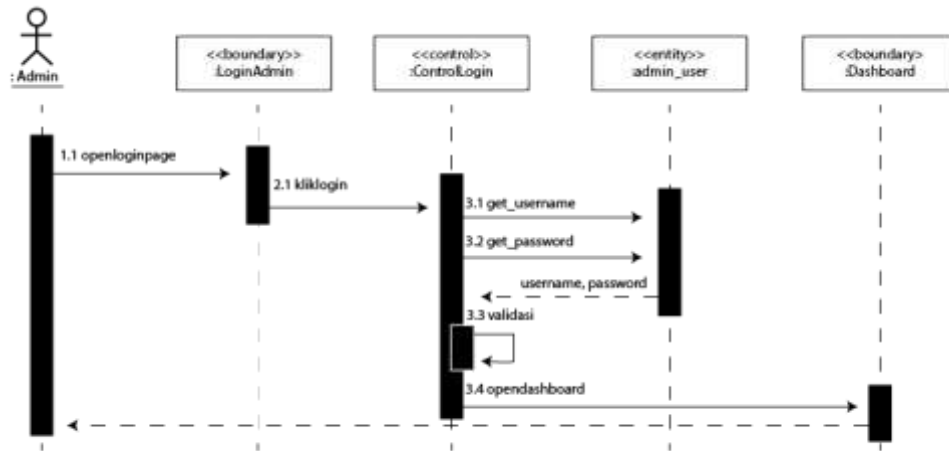 : Admin
<<boundary>>
:LoginAdmin
<<control>>
:ControlLogin
<<entity>>
:admin_user
<<boundary>
:Dashboard
1.1 openloginpage
2.1 kliklogin
3.1 get_username
3.2 get_password
username, password
3.3 validasi
3.4 opendashboard